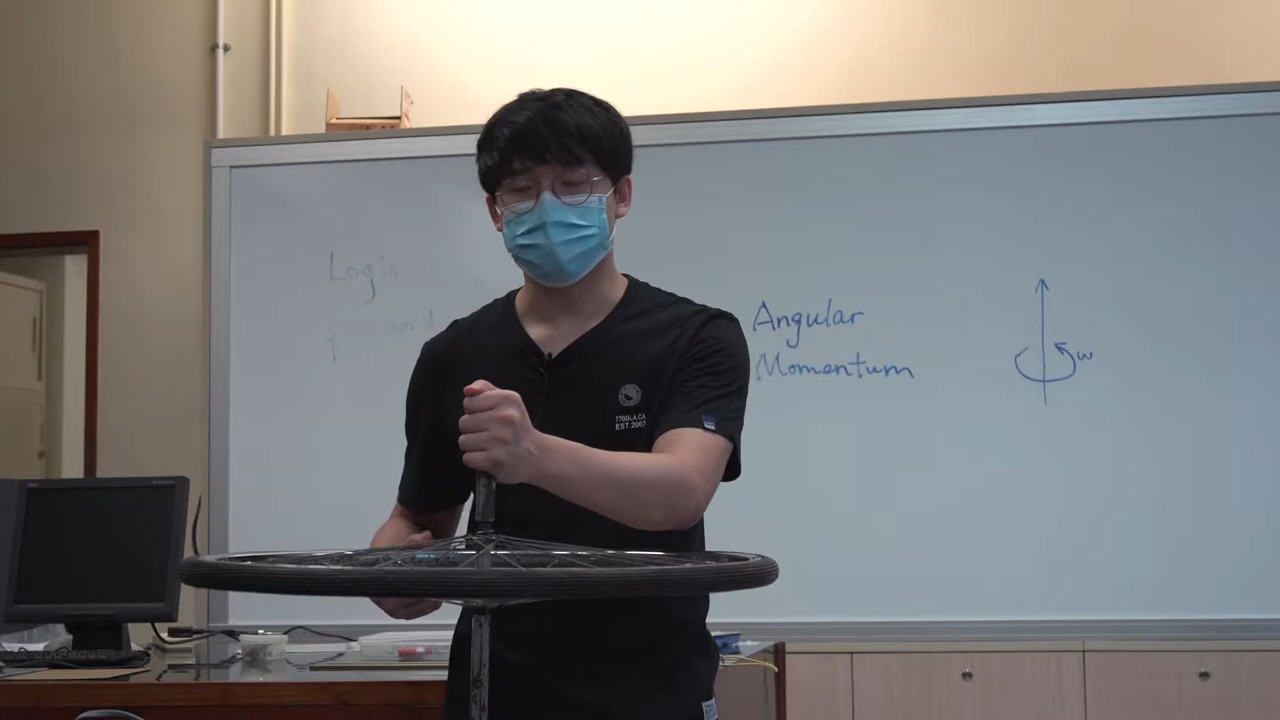 Login
Angular
Momentum
ω
7700LA.CA
EST.2007